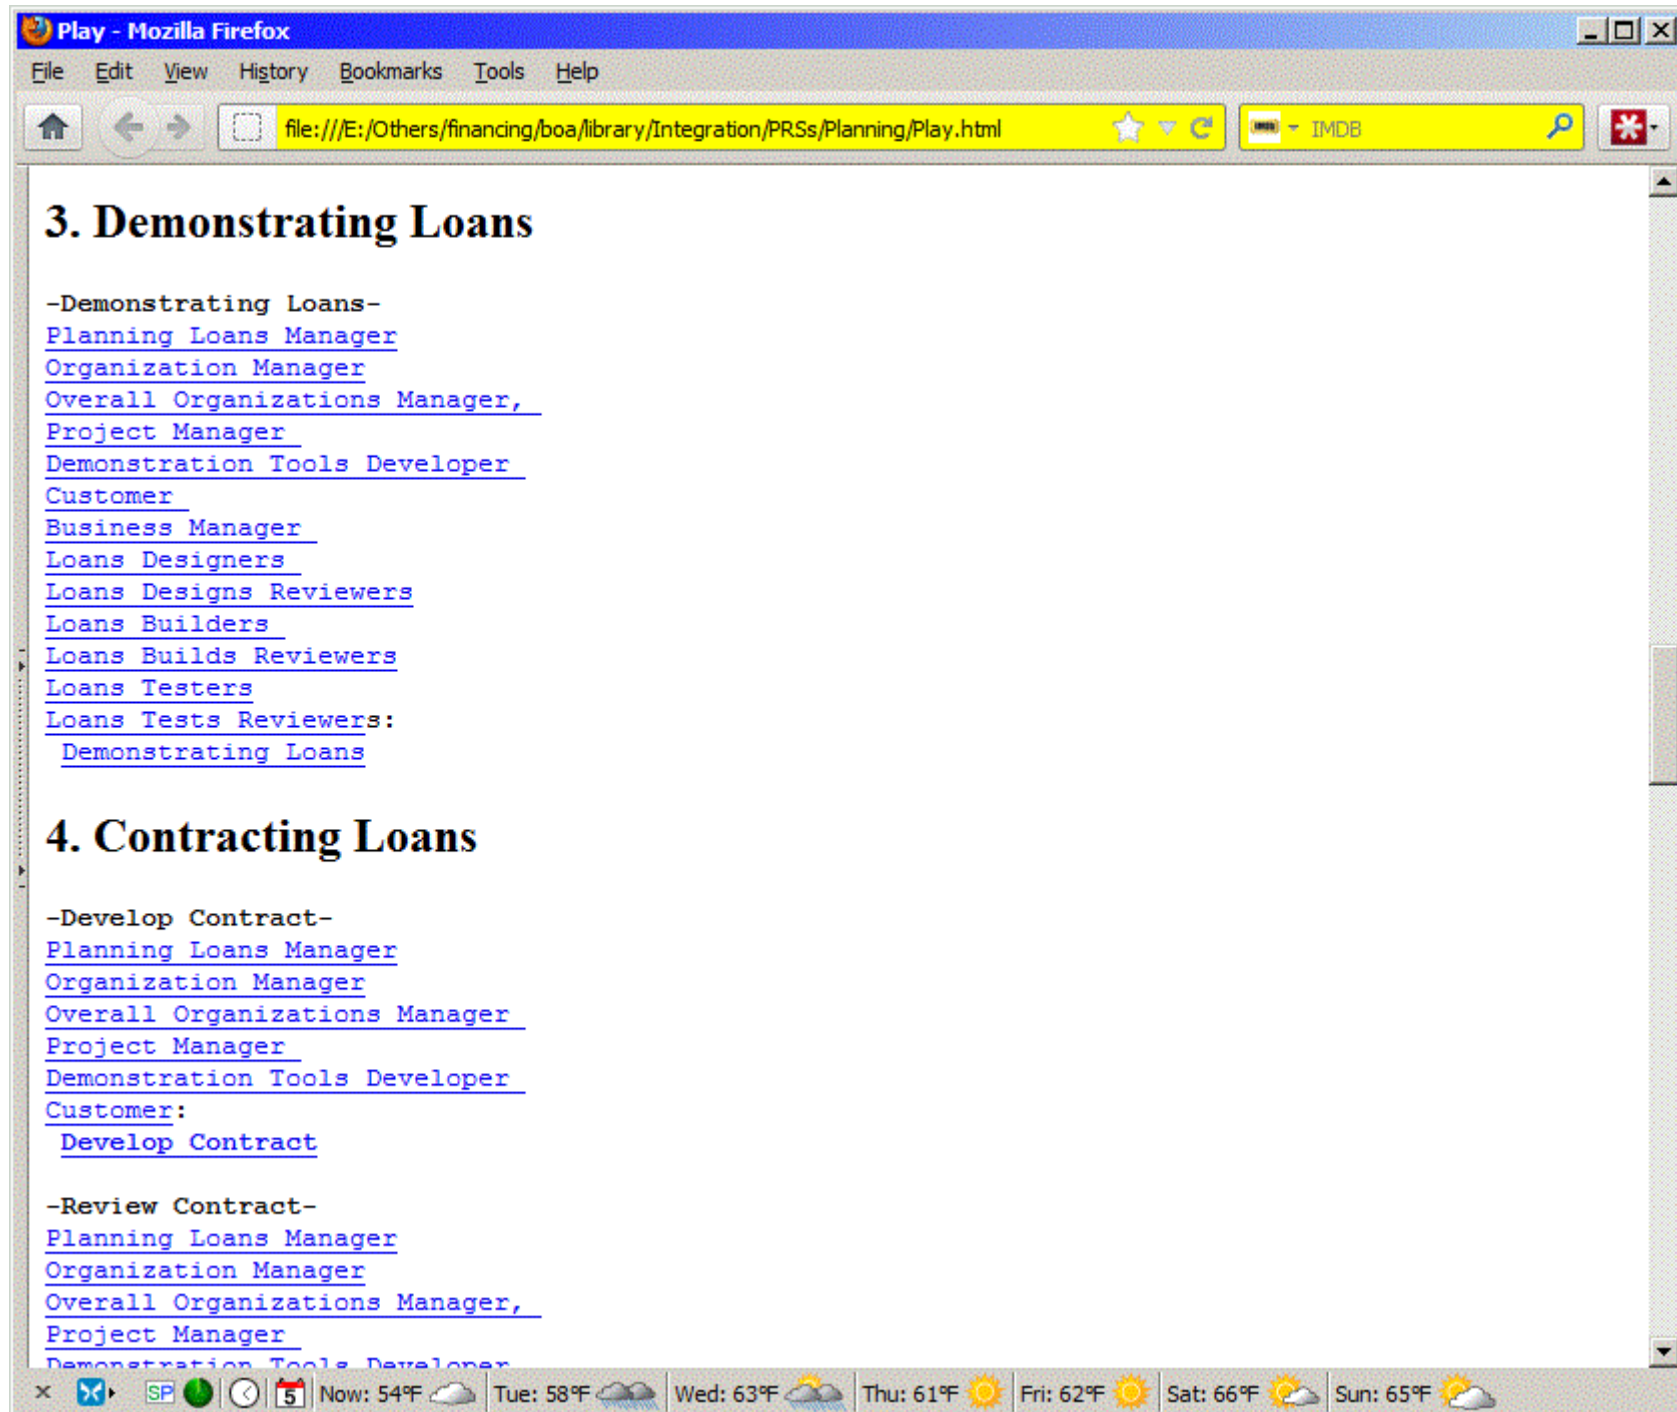 Play - Mozilla Firefox
File Edit View History Bookmarks Tools Help
file:///E:/Others/financing/boa/library/Integration/PRSs/Planning/Play.html IMDB
3. Demonstrating Loans
-Demonstrating Loans-
Planning Loans Manager
Organization Manager
Overall Organizations Manager,
Project Manager
Demonstration Tools Developer
Customer
Business Manager
Loans Designers
Loans Designs Reviewers
Loans Builders
Loans Builds Reviewers
Loans Testers
Loans Tests Reviewers:
Demonstrating Loans
4. Contracting Loans
-Develop Contract-
Planning Loans Manager
Organization Manager
Overall Organizations Manager
Project Manager
Demonstration Tools Developer
Customer:
Develop Contract
-Review Contract-
Planning Loans Manager
Organization Manager
Overall Organizations Manager,
Project Manager
Demonstration Tools Developer
SP 5 Now: 54°F Tue: 58°F Wed: 63°F Thu: 61°F Fri: 62°F Sat: 66°F Sun: 65°F